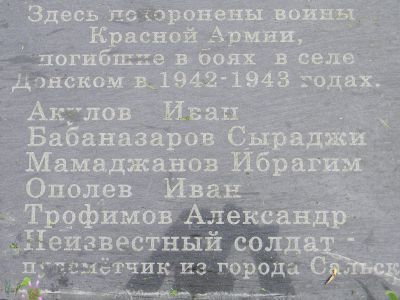 Здесь похоронены воины
Красной Армии,
погибшие в боях в селе
Донском в 1942-1943 годах.
Акулов Иван
Бабаназаров Сыраджи
Мамаджанов Ибрагим
Ополев Иван
Трофимов Александр
Неизвестный солдат -
пулемётчик из города Сальск